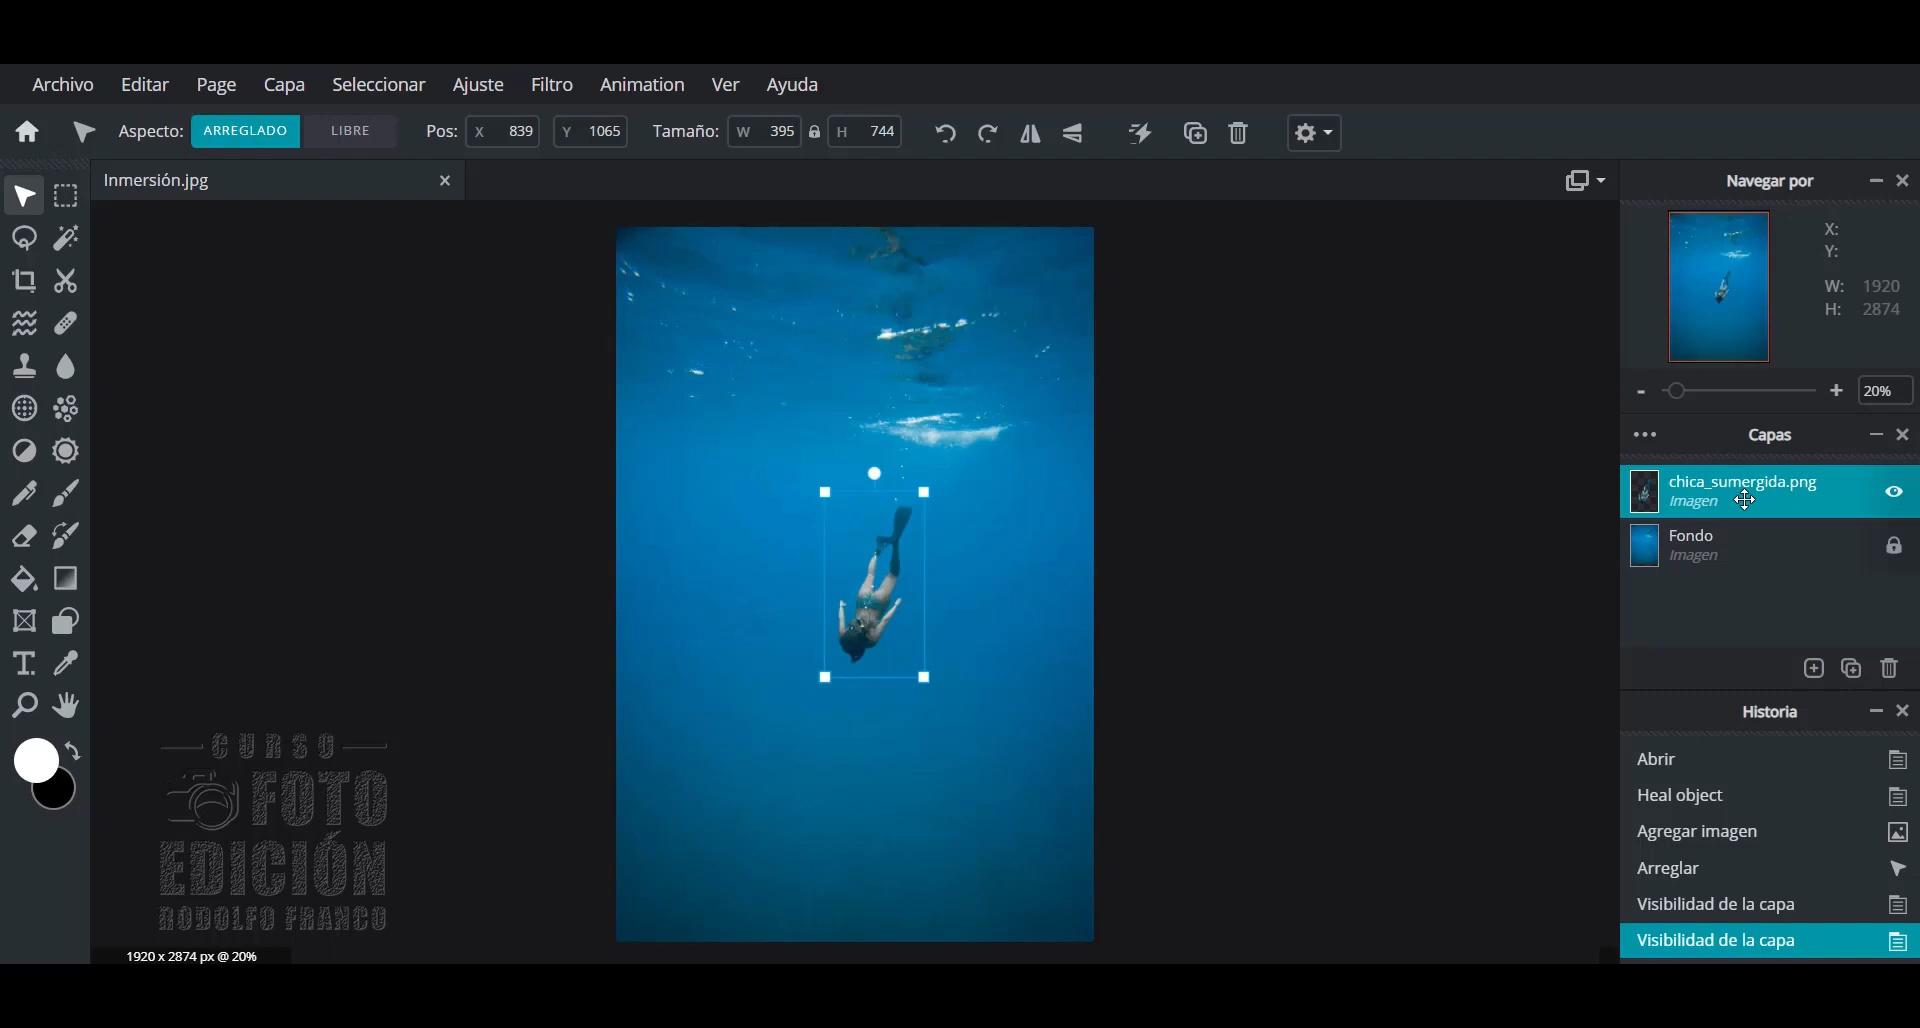 Archivo Editar Page Capa Seleccionar Ajuste Filtro Animation Ver Ayuda
Aspecto: ARREGLADO LIBRE Pos: X 839 Y 1065 Tamaño: W 395 H 744
Inmersión.jpg
Navegar por
X:
Y:
W: 1920
H: 2874
20%
Capas
chica_sumergida.png
Imagen
Fondo
Imagen
Historia
Abrir
Heal object
Agregar imagen
Arreglar
Visibilidad de la capa
Visibilidad de la capa
CURSO
FOTO
EDICIÓN
RODOLFO FRANCO
1920 x 2874 px @ 20%